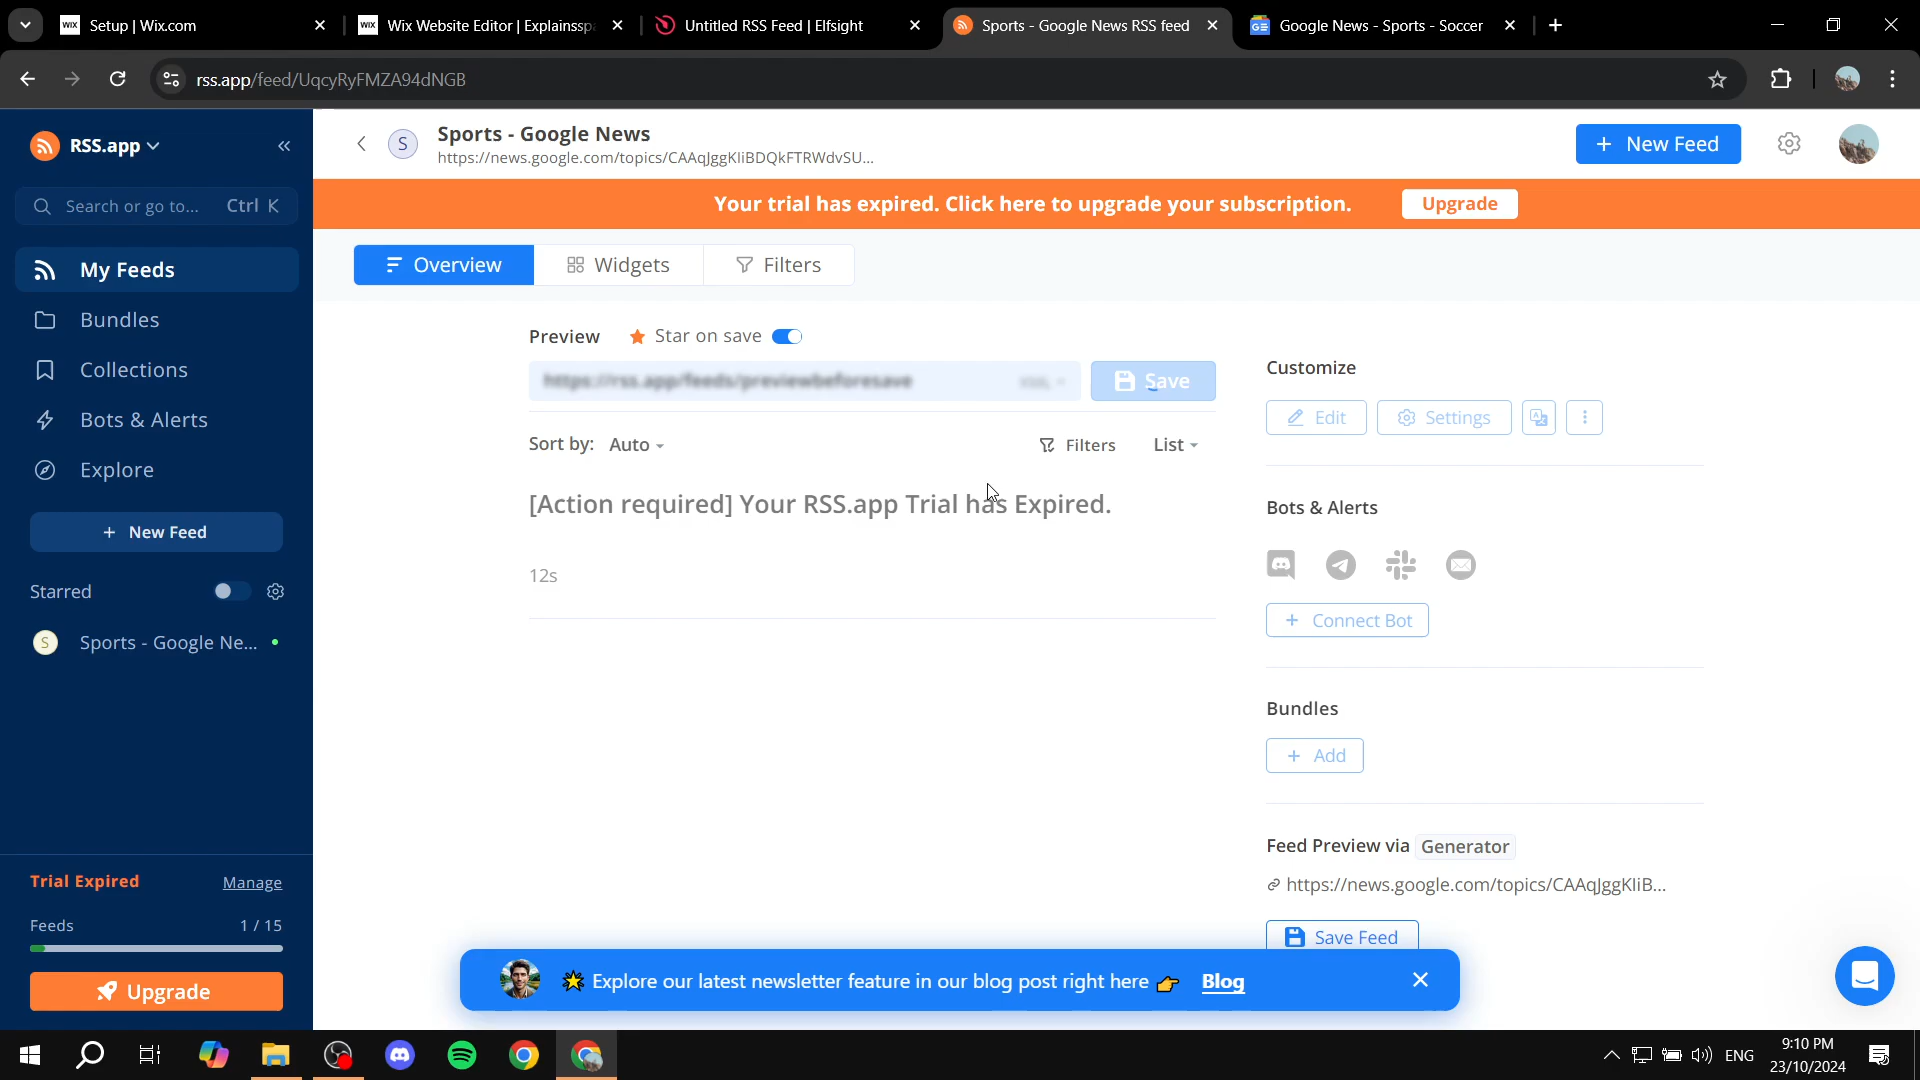 Setup | Wix.com
Wix Website Editor | Explainssp
Untitled RSS Feed | Elfsight
Sports - Google News RSS feed
Google News - Sports - Soccer
rss.app/feed/UqcyRyFMZA94dNGB
RSS.app
Sports - Google News
https://news.google.com/topics/CAAqJggKIiBDQkFTRWdvSU...
New Feed
Search or go to...
Ctrl K
Your trial has expired. Click here to upgrade your subscription.
Upgrade
My Feeds
Overview
Widgets
Filters
Bundles
Preview
Star on save
Customize
Collections
https://rss.app/feeds/previewbeforesave
Save
Bots & Alerts
Edit
Settings
Sort by: Auto
Filters
List
Explore
[Action required] Your RSS.app Trial has Expired.
Bots & Alerts
New Feed
12s
Starred
Connect Bot
S
Sports - Google Ne...
Bundles
Add
Feed Preview via Generator
Trial Expired
Manage
https://news.google.com/topics/CAAqJggKIiB...
Feeds
1 / 15
Save Feed
Upgrade
Explore our latest newsletter feature in our blog post right here
Blog
ENG
9:10 PM
23/10/2024